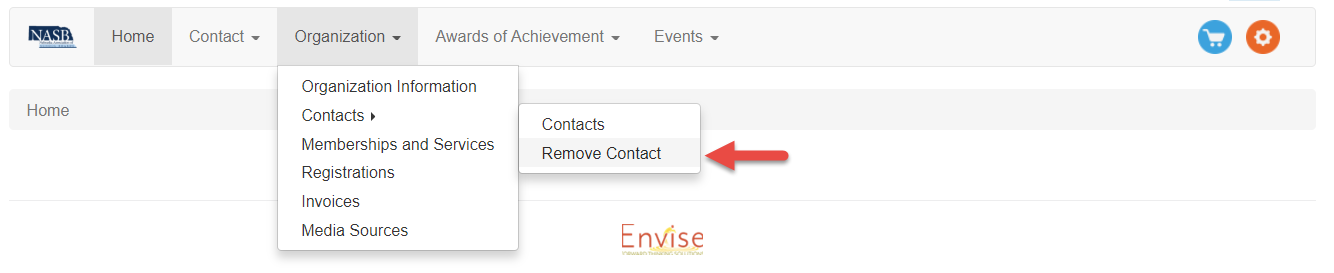 NASB
Home
Contact
Organization
Awards of Achievement
Events
Organization Information
Contacts
Memberships and Services
Registrations
Invoices
Media Sources
Contacts
Remove Contact
Home
Envise